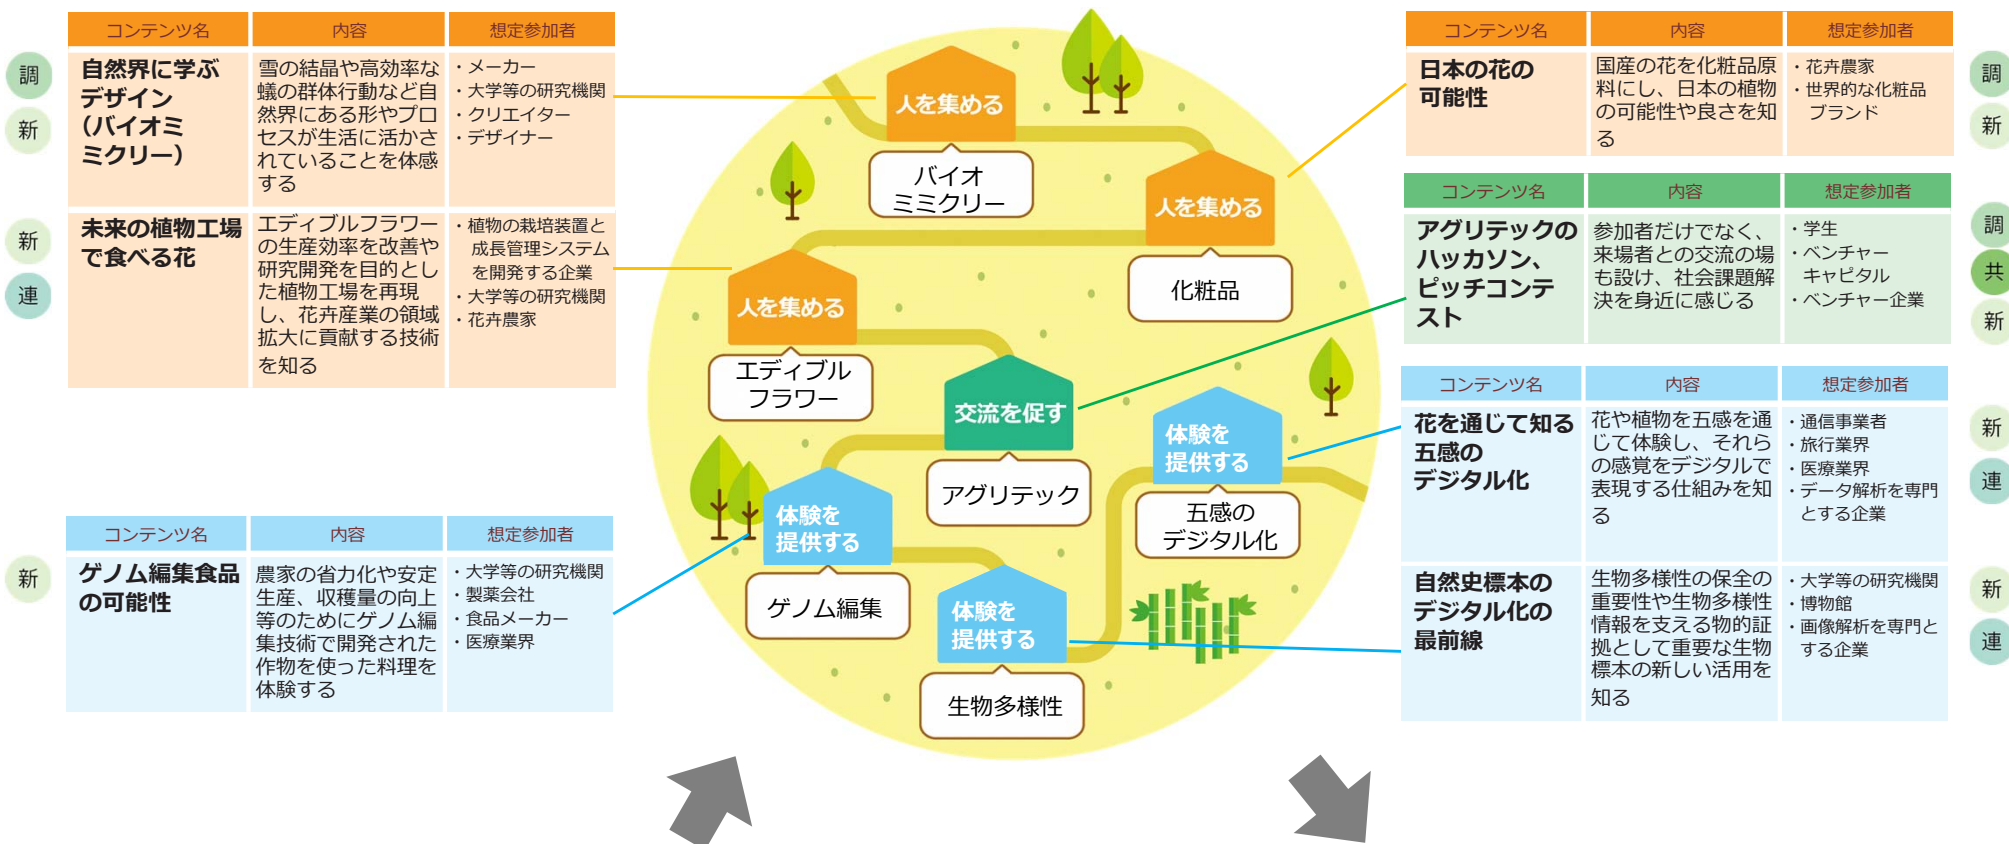 コンテンツ名 内容 想定参加者
調
新
自然界に学ぶ
デザイン
（バイオミ
ミクリー）
雪の結晶や高効率な
蟻の群体行動など自
然界にある形やプロ
セスが生活に活かさ
れていることを体感
する
・メーカー
・大学等の研究機関
・クリエイター
・デザイナー
新
連
未来の植物工場
で食べる花
エディブルフラワー
の生産効率を改善や
研究開発を目的とし
た植物工場を再現
し、花卉産業の領域
拡大に貢献する技術
を知る
・植物の栽培装置と
成長管理システム
を開発する企業
・大学等の研究機関
・花卉農家
コンテンツ名 内容 想定参加者
新
ゲノム編集食品
の可能性
農家の省力化や安定
生産、収穫量の向上
等のためにゲノム編
集技術で開発された
作物を使った料理を
体験する
・大学等の研究機関
・製薬会社
・食品メーカー
・医療業界
人を集める
バイオ
ミミクリー
人を集める
化粧品
人を集める
エディブル
フラワー
交流を促す
アグリテック
体験を
提供する
五感の
デジタル化
体験を
提供する
ゲノム編集
体験を
提供する
生物多様性
コンテンツ名 内容 想定参加者
日本の花の
可能性
国産の花を化粧品原
料にし、日本の植物
の可能性や良さを知
る
・花卉農家
・世界的な化粧品
ブランド
調
新
コンテンツ名 内容 想定参加者
アグリテックの
ハッカソン、
ピッチコンテ
スト
参加者だけでなく、
来場者との交流の場
も設け、社会課題解
決を身近に感じる
・学生
・ベンチャー
キャピタル
・ベンチャー企業
調
共
新
コンテンツ名 内容 想定参加者
花を通じて知る
五感の
デジタル化
花や植物を五感を通
じて体験し、それら
の感覚をデジタルで
表現する仕組みを知
る
・通信事業者
・旅行業界
・医療業界
・データ解析を専門
とする企業
新
連
自然史標本の
デジタル化の
最前線
生物多様性の保全の
重要性や生物多様性
情報を支える物的証
拠として重要な生物
標本の新しい活用を
知る
・大学等の研究機関
・博物館
・画像解析を専門と
する企業
新
連